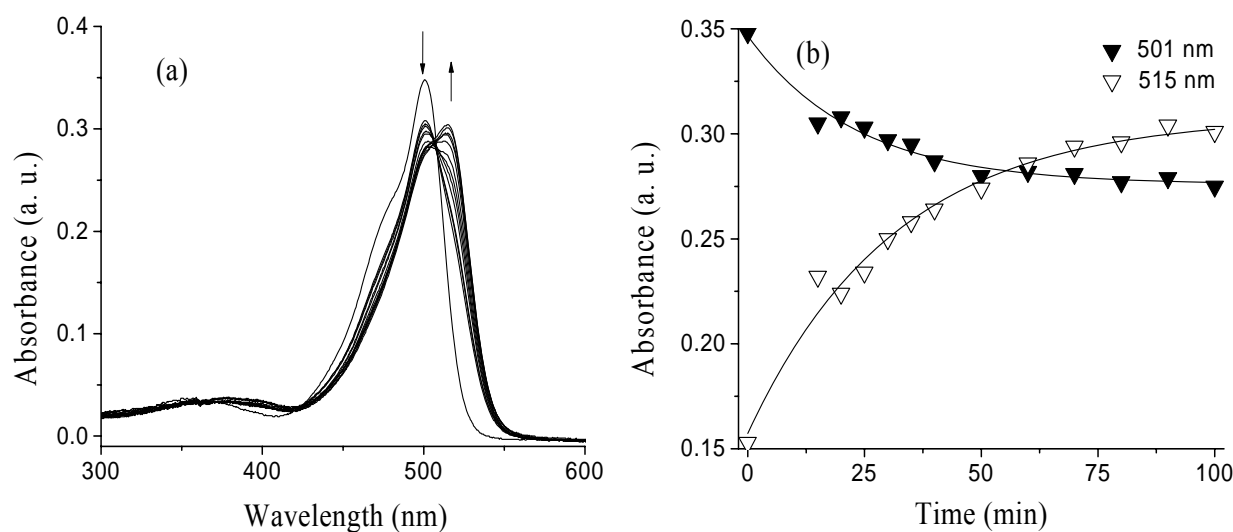 (a)
Absorbance (a. u.)
0.4
0.3
0.2
0.1
0.0
300
400
500
600
Wavelength (nm)
(b)
501 nm
515 nm
Absorbance (a. u.)
0.35
0.30
0.25
0.20
0.15
0
25
50
75
100
Time (min)